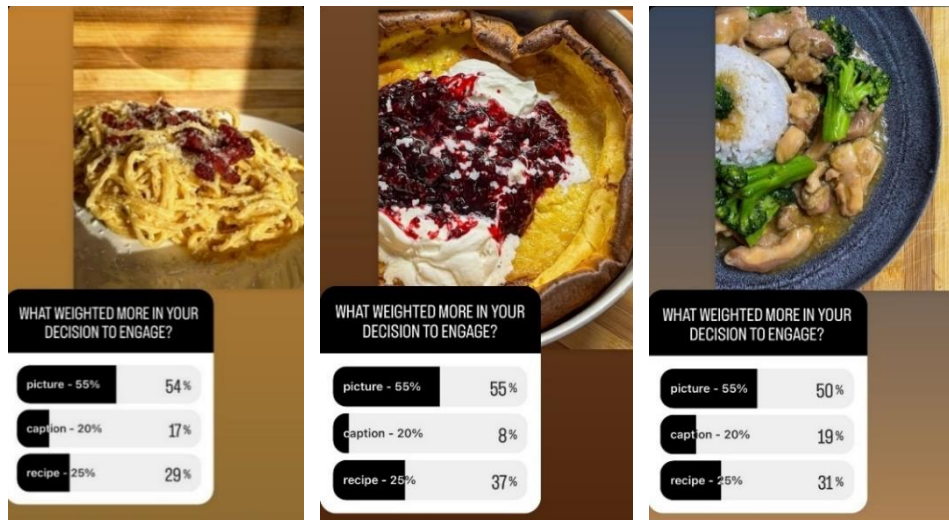 WHAT WEIGHTED MORE IN YOUR
DECISION TO ENGAGE?
picture - 55% 54%
caption - 20% 17%
recipe - 25% 29%
WHAT WEIGHTED MORE IN YOUR
DECISION TO ENGAGE?
picture - 55% 55%
caption - 20% 8%
recipe - 25% 37%
WHAT WEIGHTED MORE IN YOUR
DECISION TO ENGAGE?
picture - 55% 50%
caption - 20% 19%
recipe - 25% 31%